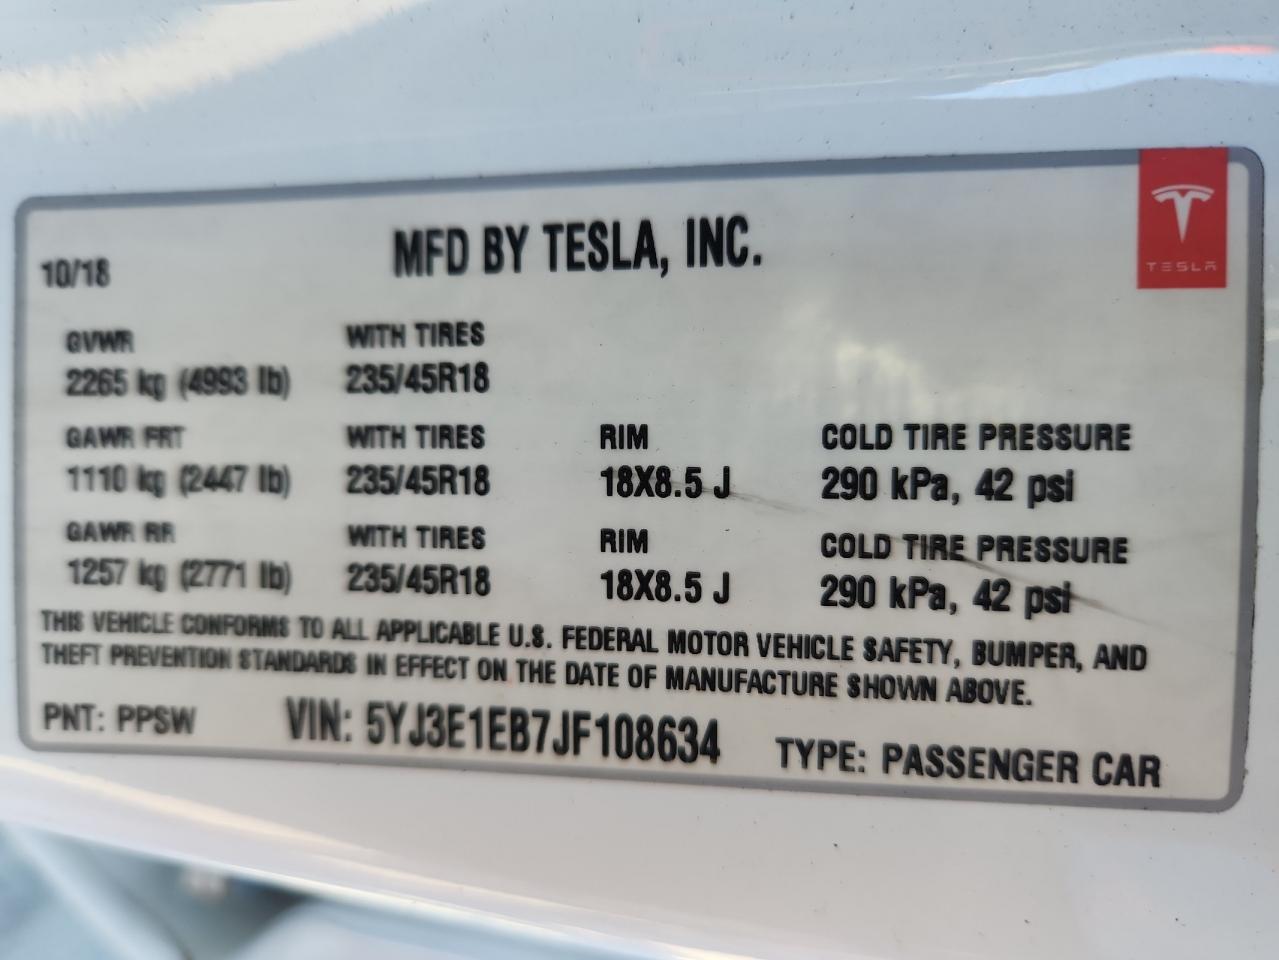 MFD BY TESLA, INC.
TESLA
10/18
GVWR WITH TIRES
2265 kg (4993 lb) 235/45R18
GAWR FRT WITH TIRES RIM COLD TIRE PRESSURE
1110 kg (2447 lb) 235/45R18 18X8.5 J 290 kPa, 42 psi
GAWR RR WITH TIRES RIM COLD TIRE PRESSURE
1257 kg (2771 lb) 235/45R18 18X8.5 J 290 kPa, 42 psi
THIS VEHICLE CONFORMS TO ALL APPLICABLE U.S. FEDERAL MOTOR VEHICLE SAFETY, BUMPER, AND
THEFT PREVENTION STANDARDS IN EFFECT ON THE DATE OF MANUFACTURE SHOWN ABOVE.
PNT: PPSW VIN: 5YJ3E1EB7JF108634 TYPE: PASSENGER CAR